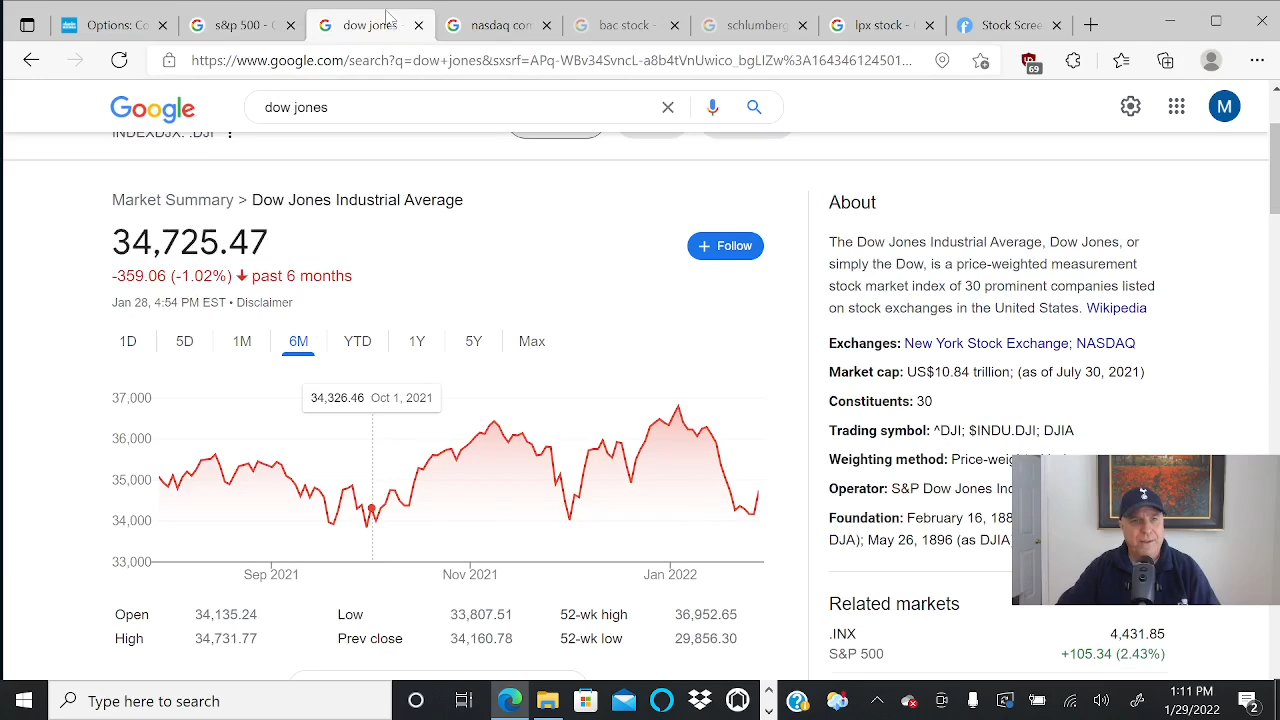 Options: Co
s&p 500 - G
dow jones -
nasdaq com
bac stock -
schlumberg
lpx stock -
Stock Scree
https://www.google.com/search?q=dow+jones&sxsrf=APq-WBv34SvncL-a8b4tVnUwico_bgLIZw%3A164346124501...
69
Google
dow jones
M
INDEXDJX: .DJI
Market Summary > Dow Jones Industrial Average
34,725.47
-359.06 (-1.02%) past 6 months
Jan 28, 4:54 PM EST • Disclaimer
+ Follow
1D 5D 1M 6M YTD 1Y 5Y Max
34,326.46 Oct 1, 2021
37,000
36,000
35,000
34,000
33,000
Sep 2021 Nov 2021 Jan 2022
Open 34,135.24 Low 33,807.51 52-wk high 36,952.65
High 34,731.77 Prev close 34,160.78 52-wk low 29,856.30
About
The Dow Jones Industrial Average, Dow Jones, or
simply the Dow, is a price-weighted measurement
stock market index of 30 prominent companies listed
on stock exchanges in the United States. Wikipedia
Exchanges: New York Stock Exchange; NASDAQ
Market cap: US$10.84 trillion; (as of July 30, 2021)
Constituents: 30
Trading symbol: ^DJI; $INDU.DJI; DJIA
Weighting method: Price-weig
Operator: S&P Dow Jones Ind
Foundation: February 16, 188
DJA); May 26, 1896 (as DJIA)
Related markets
.INX 4,431.85
S&P 500 +105.34 (2.43%)
Type here to search
1:11 PM
1/29/2022
2